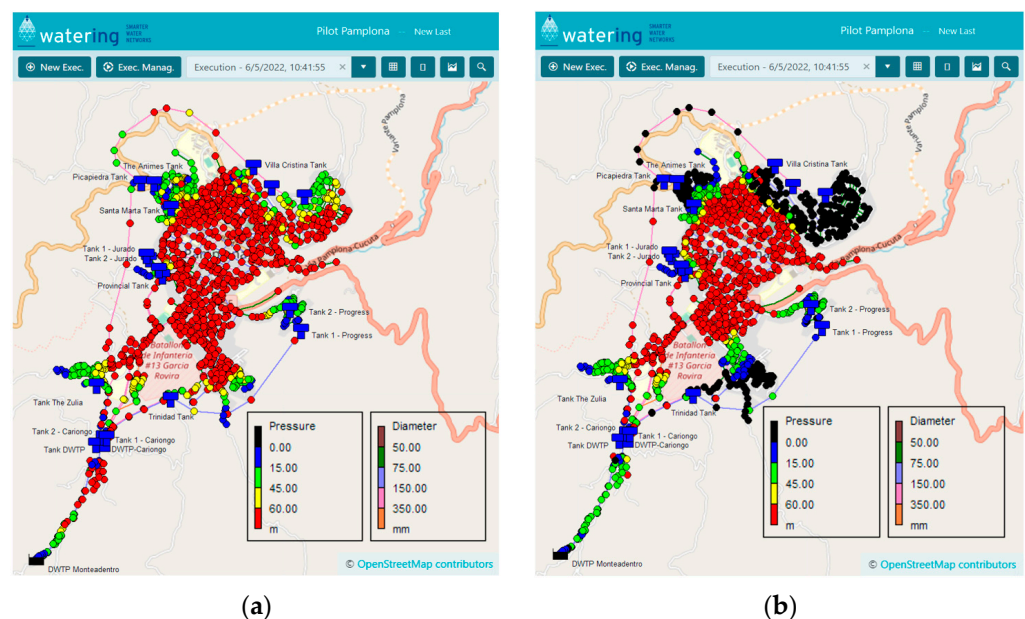 watering
SMARTER
WATER
NETWORKS
Pilot Pamplona — New Last
New Exec.
Exec. Manag.
Execution - 6/5/2022, 10:41:55 ×
Variante Pamplona
The Animes Tank
Villa Cristina Tank
Picapiedra Tank
Santa Marta Tank
Tank 1 - Jurado
Tank 2 - Jurado
Provincial Tank
Pamplona-Cucuta
Tank 2 - Progress
Tank 1 - Progress
Batallon
de Infanteria
#13 Garcia
Rovira
Tank The Zulia
Trinidad Tank
Tank 2 - Cariongo
Tank 1 - Cariongo
Tank DWTP
DWTP-Cariongo
DWTP Monteadentro
Pressure
0.00
15.00
45.00
60.00
m
Diameter
50.00
75.00
150.00
350.00
mm
© OpenStreetMap contributors
(a)
watering
SMARTER
WATER
NETWORKS
Pilot Pamplona — New Last
New Exec.
Exec. Manag.
Execution - 6/5/2022, 10:41:55 ×
Variante Pamplona
The Animes Tank
Villa Cristina Tank
Picapiedra Tank
Santa Marta Tank
Tank 1 - Jurado
Tank 2 - Jurado
Provincial Tank
Pamplona-Cucuta
Tank 2 - Progress
Tank 1 - Progress
Batallon
de Infanteria
#13 Garcia
Rovira
Tank The Zulia
Trinidad Tank
Tank 2 - Cariongo
Tank 1 - Cariongo
Tank DWTP
DWTP-Cariongo
DWTP Monteadentro
Pressure
0.00
15.00
45.00
60.00
m
Diameter
50.00
75.00
150.00
350.00
mm
© OpenStreetMap contributors
(b)